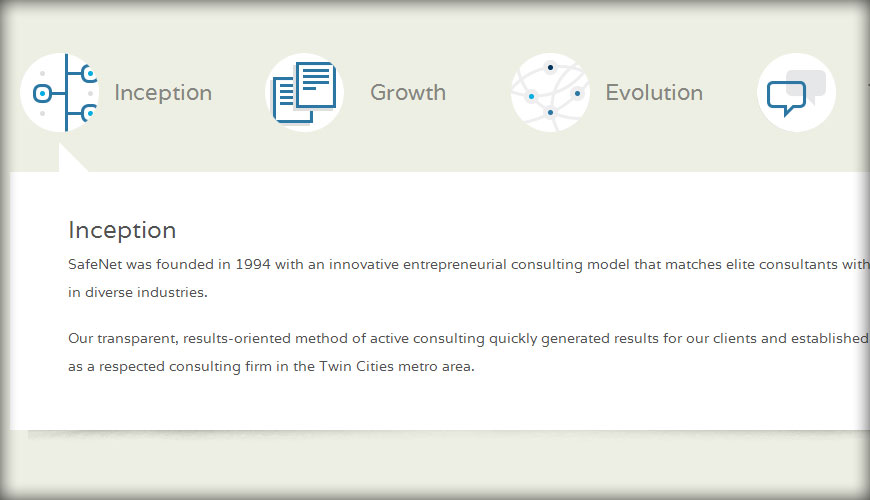 Inception
Growth
Evolution
Inception
SafeNet was founded in 1994 with an innovative entrepreneurial consulting model that matches elite consultants with
in diverse industries.
Our transparent, results-oriented method of active consulting quickly generated results for our clients and established
as a respected consulting firm in the Twin Cities metro area.